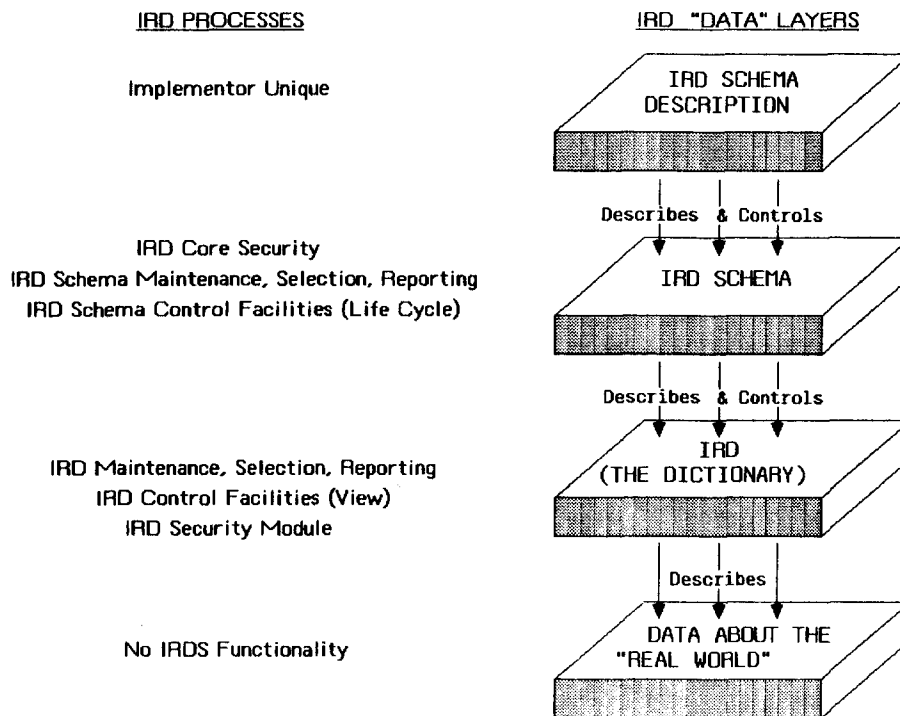 IRD PROCESSES
IRD "DATA" LAYERS
Implementor Unique
IRD SCHEMA
DESCRIPTION
Describes & Controls
IRD Core Security
IRD Schema Maintenance, Selection, Reporting
IRD Schema Control Facilities (Life Cycle)
IRD SCHEMA
Describes & Controls
IRD Maintenance, Selection, Reporting
IRD Control Facilities (View)
IRD Security Module
IRD
(THE DICTIONARY)
Describes
No IRDS Functionality
DATA ABOUT THE
"REAL WORLD"